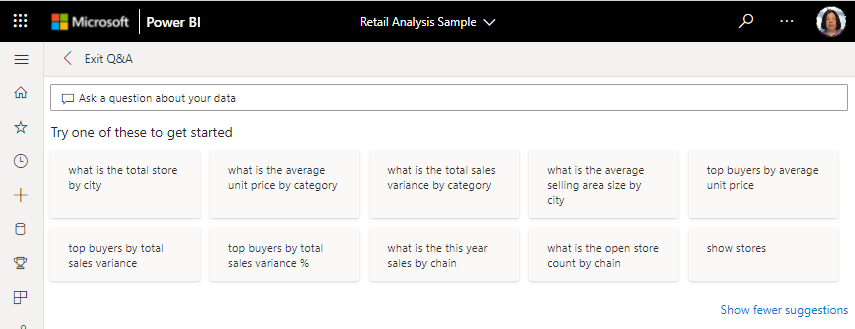 Microsoft Power BI Retail Analysis Sample ...
Exit Q&A
Ask a question about your data
Try one of these to get started
what is the total store
by city
what is the average
unit price by category
what is the total sales
variance by category
what is the average
selling area size by
city
top buyers by average
unit price
top buyers by total
sales variance
top buyers by total
sales variance %
what is the this year
sales by chain
what is the open store
count by chain
show stores
Show fewer suggestions